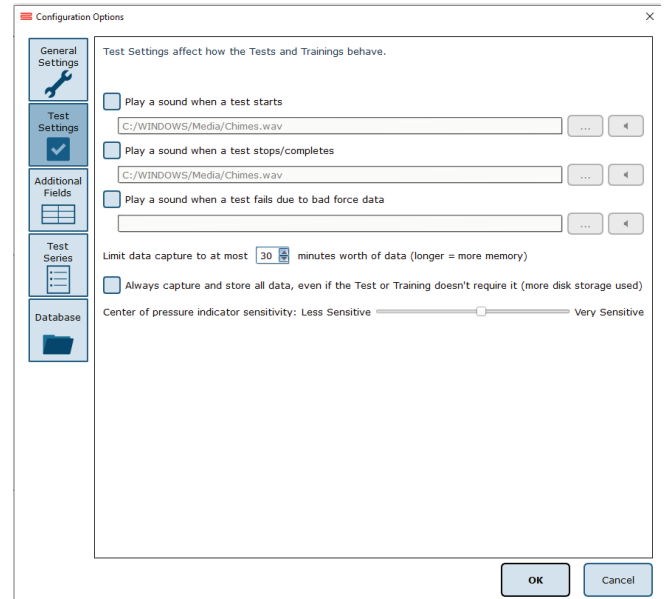 Configuration Options
General
Settings
Test
Settings
Additional
Fields
Test
Series
Database
Test Settings affect how the Tests and Trainings behave.
Play a sound when a test starts
C:/WINDOWS/Media/Chimes.wav
...
Play a sound when a test stops/completes
C:/WINDOWS/Media/Chimes.wav
...
Play a sound when a test fails due to bad force data
...
Limit data capture to at most 30 minutes worth of data (longer = more memory)
Always capture and store all data, even if the Test or Training doesn't require it (more disk storage used)
Center of pressure indicator sensitivity: Less Sensitive Very Sensitive
OK Cancel